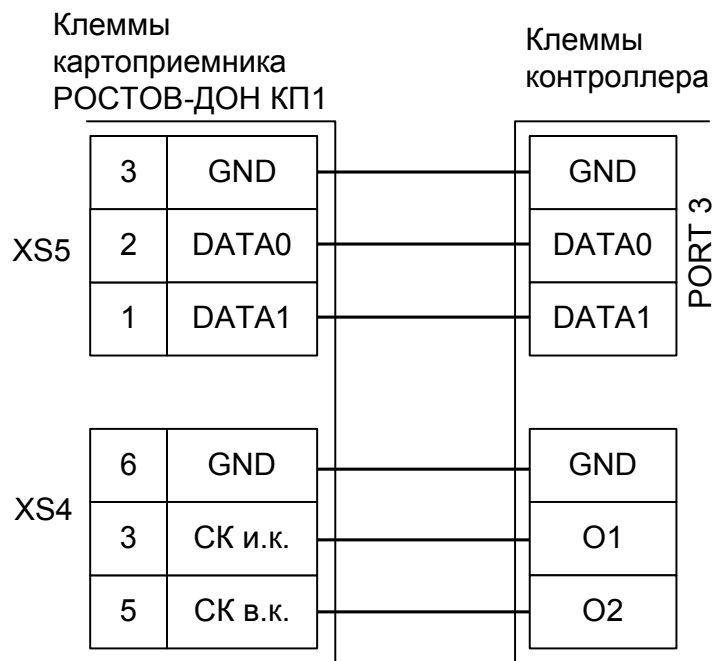 Клеммы
картоприемника
РОСТОВ-ДОН КП1
Клеммы
контроллера
XS5
3 GND GND
2 DATA0 DATA0
1 DATA1 DATA1
PORT 3
XS4
6 GND GND
3 СК и.к. O1
5 СК в.к. O2